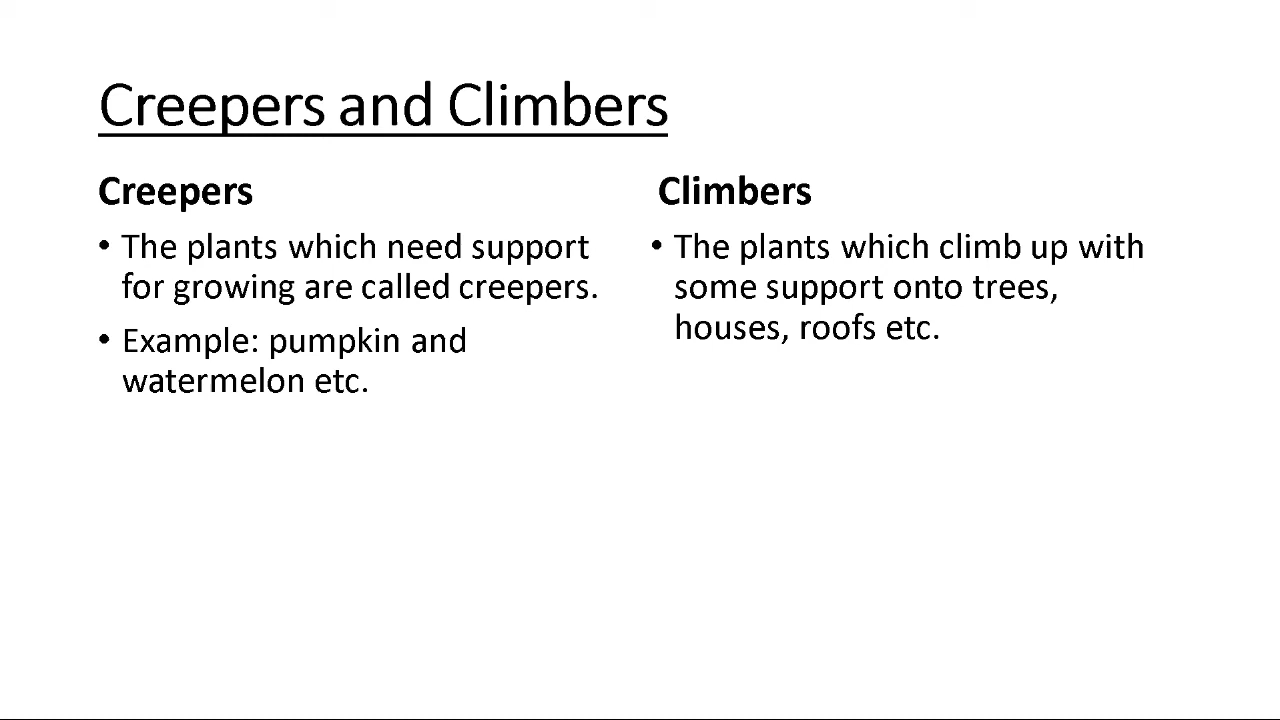 Creepers and Climbers
Creepers
• The plants which need support
for growing are called creepers.
• Example: pumpkin and
watermelon etc.
Climbers
• The plants which climb up with
some support onto trees,
houses, roofs etc.